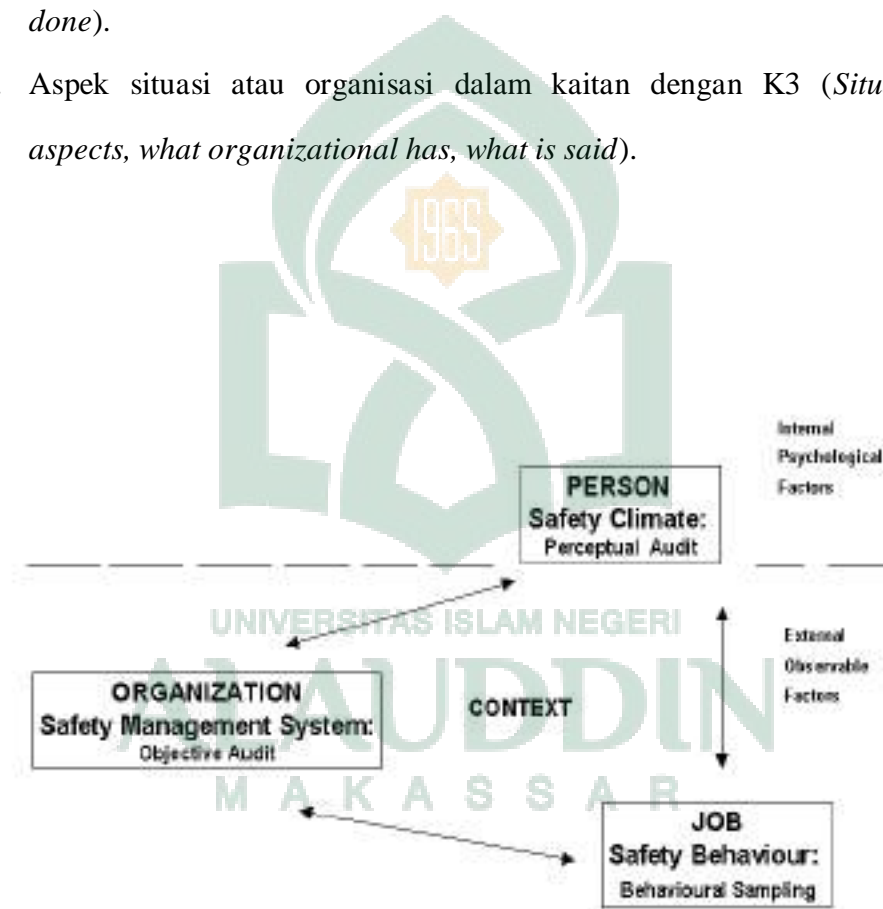 done).
Aspek situasi atau organisasi dalam kaitan dengan K3 (Situ
aspects, what organizational has, what is said).
1965
Internal
Psychological
Factors
PERSON
Safety Climate:
Perceptual Audit
UNIVERSITAS ISLAM NEGERI
ALAUDDIN
MAKASSAR
External
Observable
Factors
ORGANIZATION
Safety Management System:
Objective Audit
CONTEXT
JOB
Safety Behaviour:
Behavioural Sampling